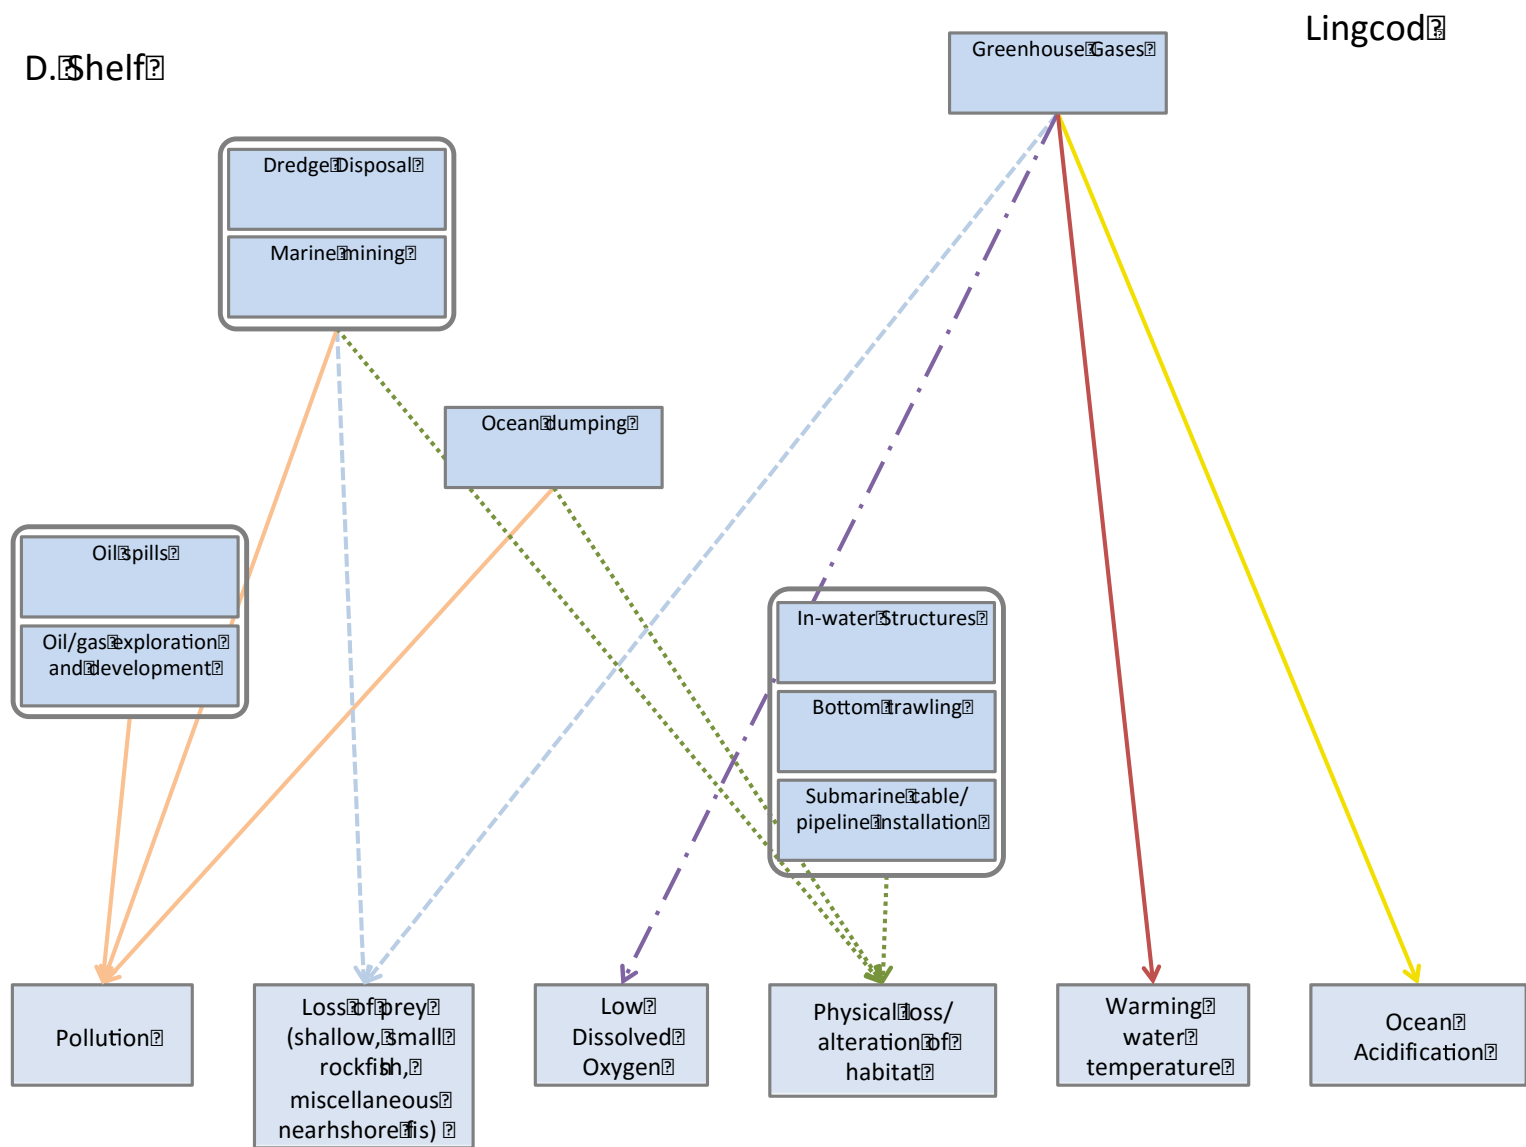 D. Shelf
Lingcod
Greenhouse Gases
Dredge Disposal
Marine mining
Ocean dumping
Oil spills
Oil/gas exploration
and development
In-water Structures
Bottom trawling
Submarine cable/
pipeline installation
Pollution
Loss of prey
(shallow, small
rockfish,
miscellaneous
nearhshore fis)
Low
Dissolved
Oxygen
Physical loss/
alteration of
habitat
Warming
water
temperature
Ocean
Acidification